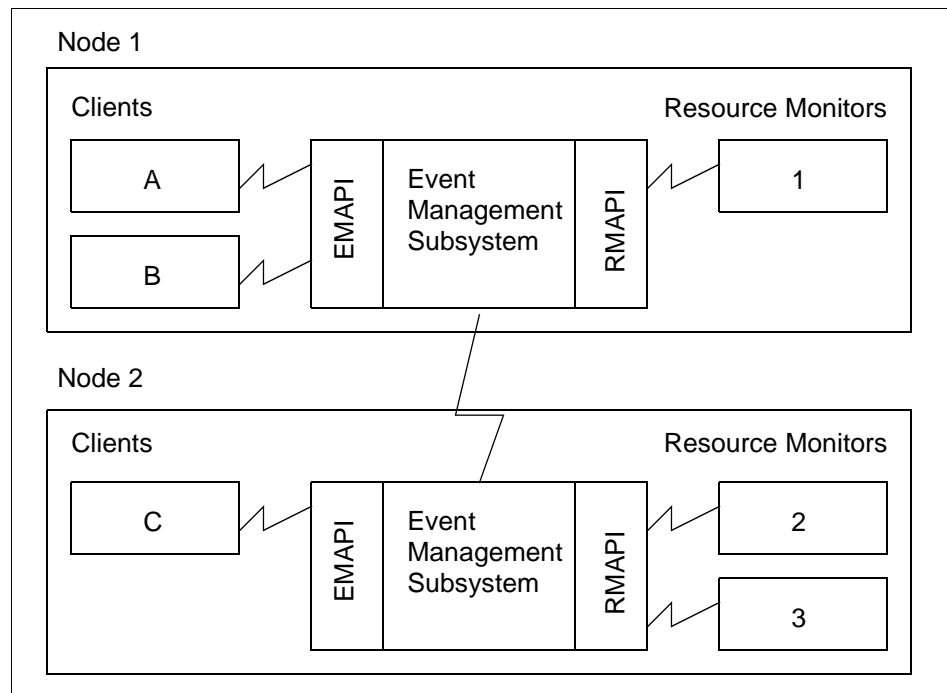 Node 1
Clients
Resource Monitors
A
B
EMAPI
Event
Management
Subsystem
RMAPI
1
Node 2
Clients
Resource Monitors
C
EMAPI
Event
Management
Subsystem
RMAPI
2
3